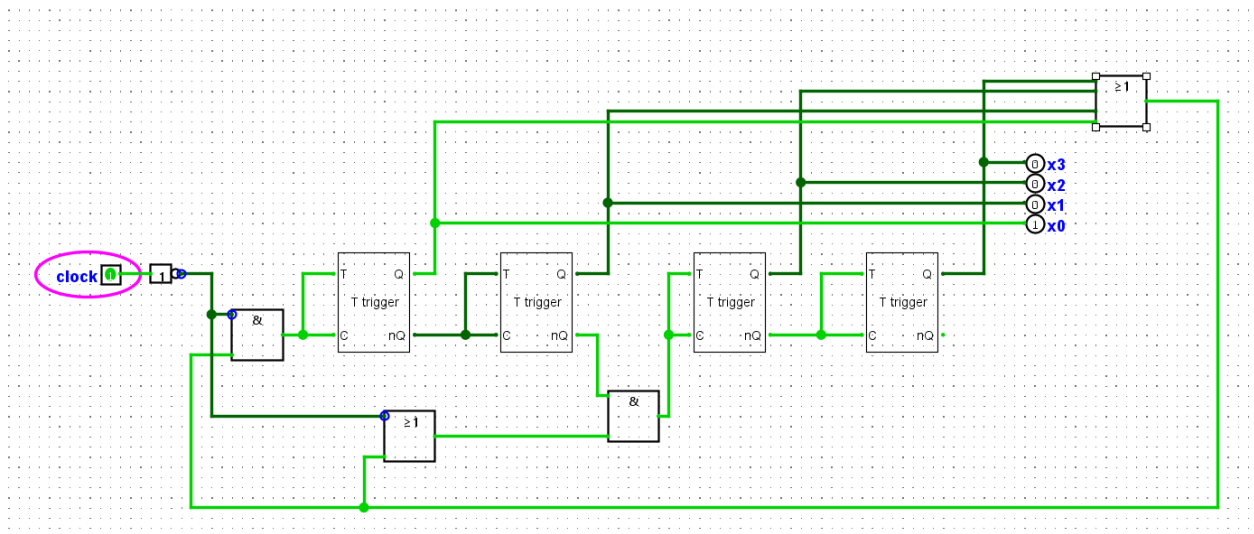 ≥1
0 x3
0 x2
0 x1
1 x0
clock 1
T Q T Q T Q T Q
&
T trigger T trigger T trigger T trigger
C nQ C nQ C nQ C nQ
&
≥1